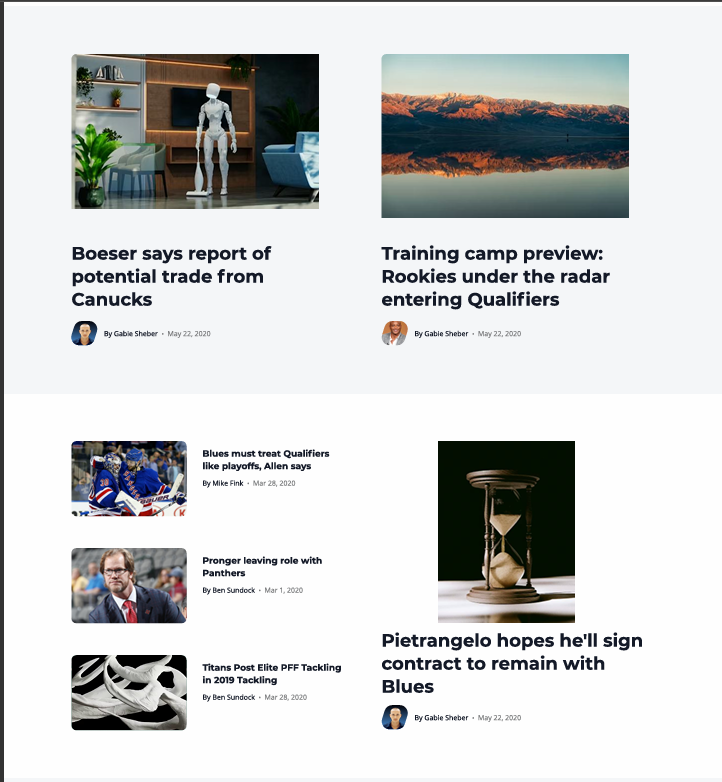 Boeser says report of
potential trade from
Canucks
By Gabie Sheber • May 22, 2020
Training camp preview:
Rookies under the radar
entering Qualifiers
By Gabie Sheber • May 22, 2020
Blues must treat Qualifiers
like playoffs, Allen says
By Mike Fink • Mar 28, 2020
Pronger leaving role with
Panthers
By Ben Sundock • Mar 1, 2020
Titans Post Elite PFF Tackling
in 2019 Tackling
By Ben Sundock • Mar 28, 2020
Pietrangelo hopes he'll sign
contract to remain with
Blues
By Gabie Sheber • May 22, 2020